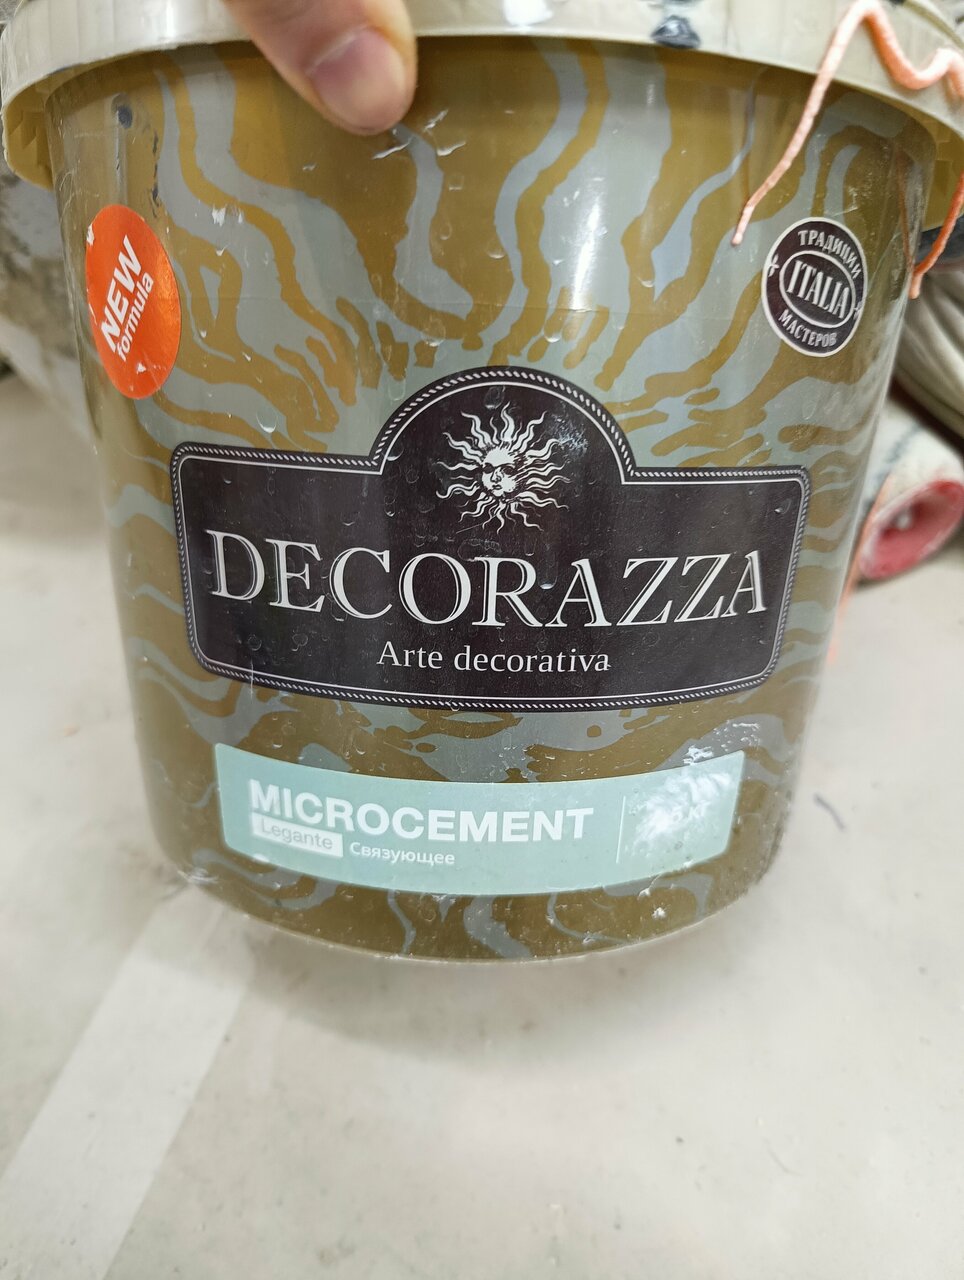 NEW
formula
ТРАДИЦИИ
ITALIA
МАСТЕРОВ
DECORAZZA
Arte decorativa
MICROCEMENT
Legante Связующее